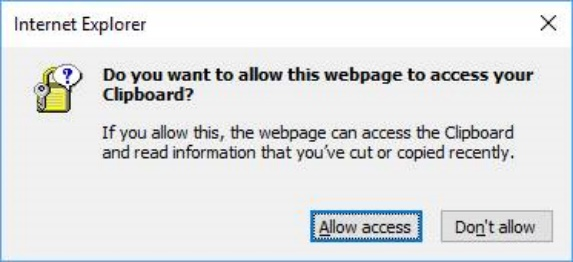 Internet Explorer
Do you want to allow this webpage to access your
Clipboard?
If you allow this, the webpage can access the Clipboard
and read information that you've cut or copied recently.
Allow access Don't allow